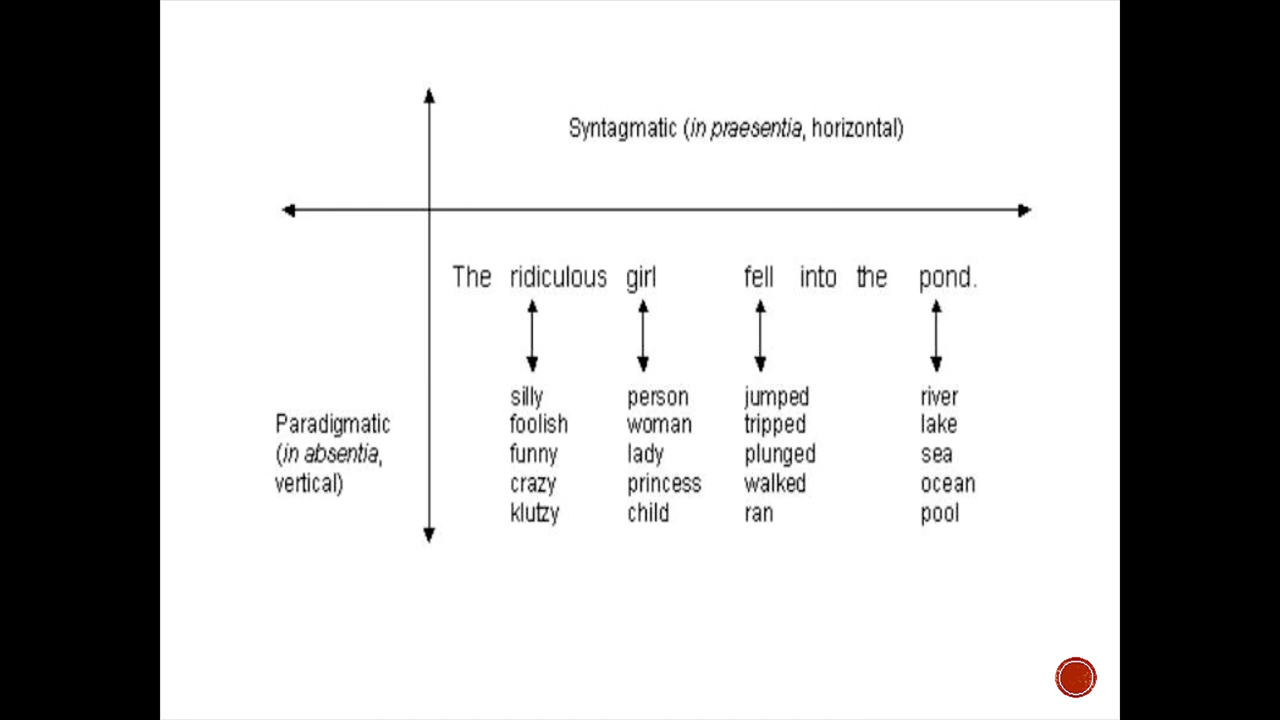 Syntagmatic (in praesentia, horizontal)
The ridiculous girl fell into the pond.
Paradigmatic
(in absentia,
vertical)
silly person jumped river
foolish woman tripped lake
funny lady plunged sea
crazy princess walked ocean
klutzy child ran pool